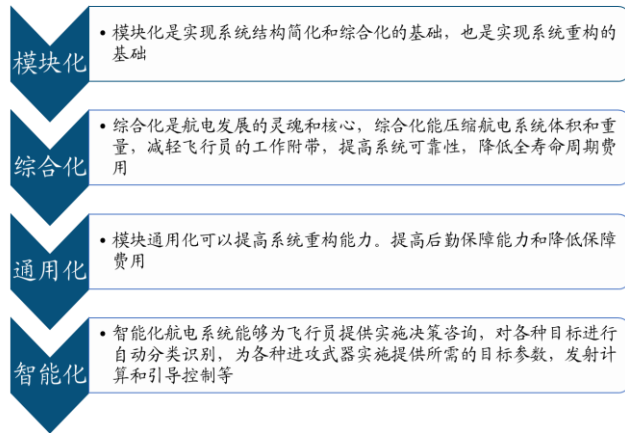 模块化
• 模块化是实现系统结构简化和综合化的基础，也是实现系统重构的
基础
综合化
• 综合化是航电发展的灵魂和核心，综合化能压缩航电系统体积和重
量，减轻飞行员的工作附带，提高系统可靠性，降低全寿命周期费
用
通用化
• 模块通用化可以提高系统重构能力。提高后勤保障能力和降低保障
费用
智能化
• 智能化航电系统能够为飞行员提供实施决策咨询，对各种目标进行
自动分类识别，为各种进攻武器实施提供所需的目标参数，发射计
算和引导控制等